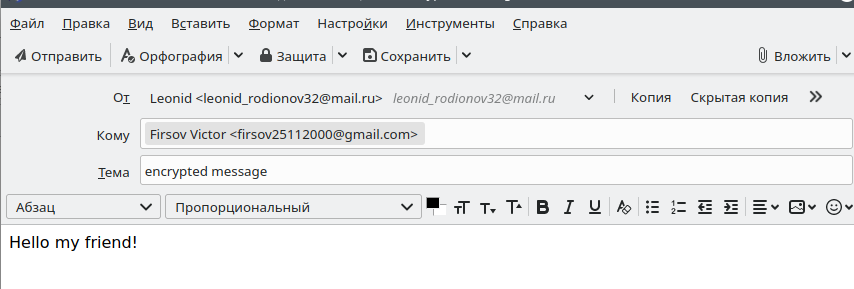 Файл Правка Вид Вставить Формат Настройки Инструменты Справка
Отправить Орфография Защита Сохранить Вложить
От Leonid <leonid_rodionov32@mail.ru> leonid_rodionov32@mail.ru Копия Скрытая копия
Кому Firsov Victor <firsov25112000@gmail.com>
Тема encrypted message
Абзац Пропорциональный
Hello my friend!